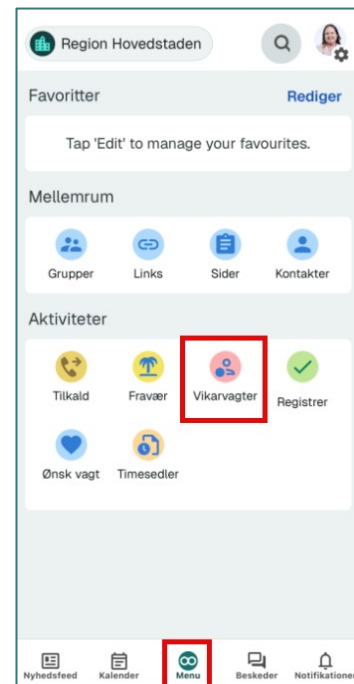 Region Hovedstaden
Favoritter Rediger
Tap 'Edit' to manage your favourites.
Mellemrum
Grupper Links Sider Kontakter
Aktiviteter
Tilkald Fravær Vikarvagter Registrer
Ønsk vagt Timesedler
Nyhedsfeed Kalender Menu Beskeder Notifikationer